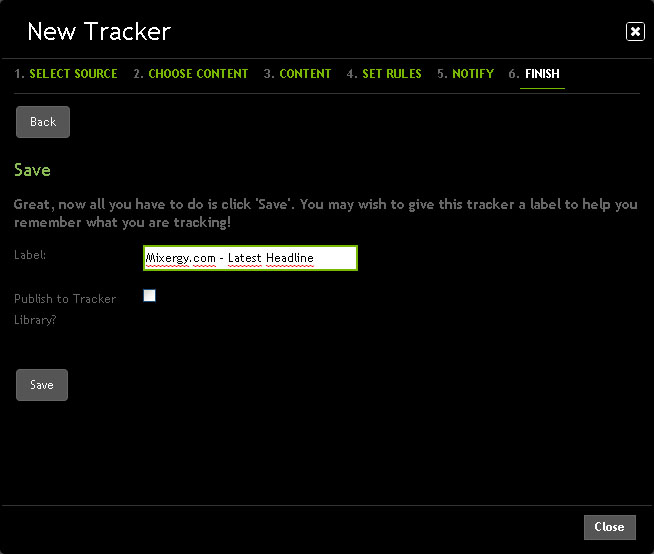 New Tracker
1. SELECT SOURCE 2. CHOOSE CONTENT 3. CONTENT 4. SET RULES 5. NOTIFY 6. FINISH
Back
Save
Great, now all you have to do is click 'Save'. You may wish to give this tracker a label to help you
remember what you are tracking!
Label: Mixergy.com - Latest Headline
Publish to Tracker
Library?
Save
Close